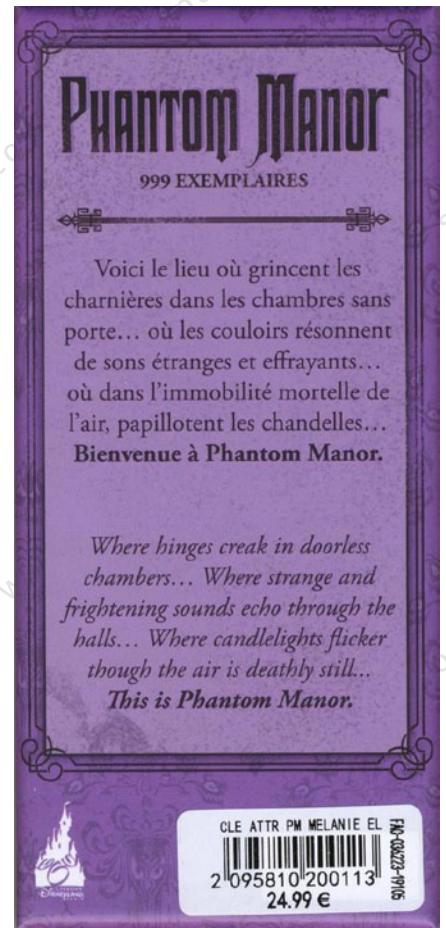 PHANTOM MANOR
999 EXEMPLAIRES
Voici le lieu où grincent les
charnières dans les chambres sans
porte… où les couloirs résonnent
de sons étranges et effrayants…
où dans l'immobilité mortelle de
l'air, papillotent les chandelles…
Bienvenue à Phantom Manor.
Where hinges creak in doorless
chambers… Where strange and
frightening sounds echo through the
halls… Where candlelights flicker
though the air is deathly still...
This is Phantom Manor.
DISNEYLAND
CLE ATTR PM MELANIE EL
2 095810 200113
24.99 €